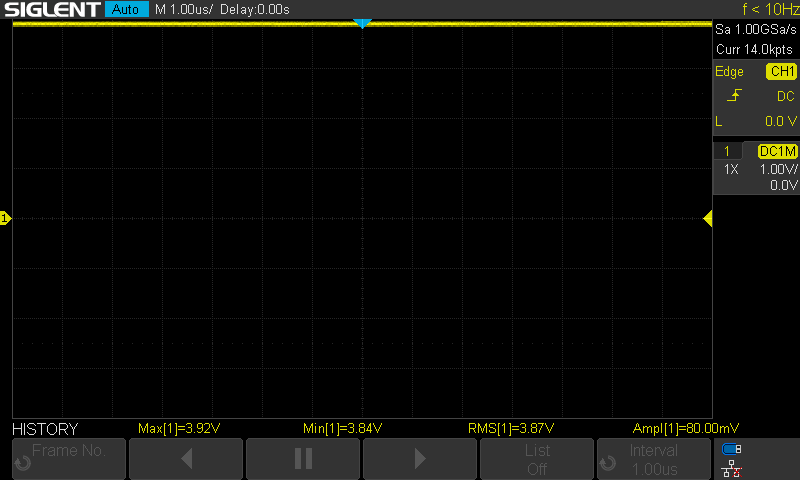 SIGLENT Auto M 1.00us/ Delay:0.00s f < 10Hz
Sa 1.00GSa/s
Curr 14.0kpts
Edge CH1
DC
L 0.0 V
1 DC1M
1X 1.00V/
0.0V
1
HISTORY Max[1]=3.92V Min[1]=3.84V RMS[1]=3.87V Ampl[1]=80.00mV
Frame No. List Interval
Off 1.00us